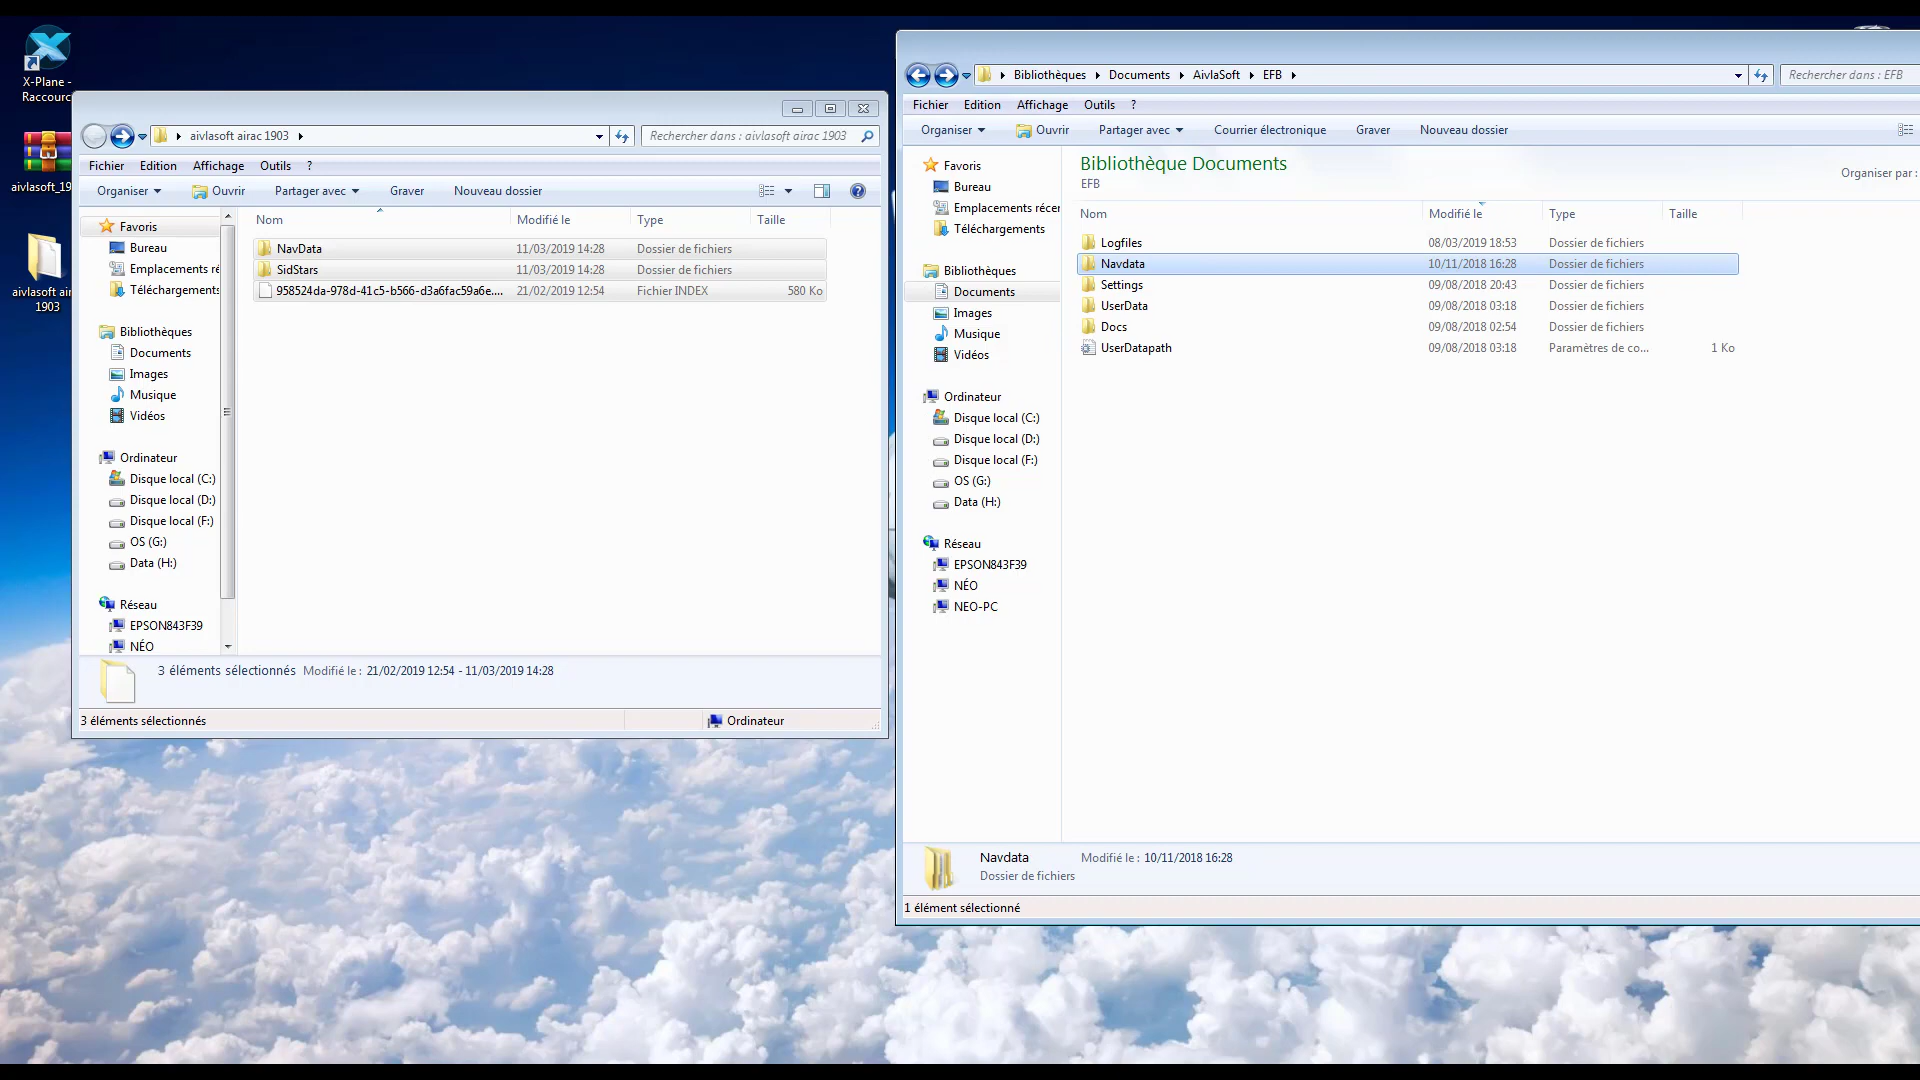 X-Plane -
Raccourc
aivlasoft_19
aivlasoft air
1903
aivlasoft airac 1903
Rechercher dans : aivlasoft airac 1903
Fichier Edition Affichage Outils ?
Organiser Ouvrir Partager avec Graver Nouveau dossier
Favoris
Bureau
Emplacements ré
Téléchargements
Bibliothèques
Documents
Images
Musique
Vidéos
Ordinateur
Disque local (C:)
Disque local (D:)
Disque local (F:)
OS (G:)
Data (H:)
Réseau
EPSON843F39
NÉO
Nom Modifié le Type Taille
NavData 11/03/2019 14:28 Dossier de fichiers
SidStars 11/03/2019 14:28 Dossier de fichiers
958524da-978d-41c5-b566-d3a6fac59a6e.... 21/02/2019 12:54 Fichier INDEX 580 Ko
3 éléments sélectionnés Modifié le : 21/02/2019 12:54 - 11/03/2019 14:28
3 éléments sélectionnés Ordinateur
Bibliothèques Documents AivlaSoft EFB
Rechercher dans : EFB
Fichier Edition Affichage Outils ?
Organiser Ouvrir Partager avec Courrier électronique Graver Nouveau dossier
Favoris
Bureau
Emplacements récer
Téléchargements
Bibliothèques
Documents
Images
Musique
Vidéos
Ordinateur
Disque local (C:)
Disque local (D:)
Disque local (F:)
OS (G:)
Data (H:)
Réseau
EPSON843F39
NÉO
NEO-PC
Bibliothèque Documents
EFB
Organiser par :
Nom Modifié le Type Taille
Logfiles 08/03/2019 18:53 Dossier de fichiers
Navdata 10/11/2018 16:28 Dossier de fichiers
Settings 09/08/2018 20:43 Dossier de fichiers
UserData 09/08/2018 03:18 Dossier de fichiers
Docs 09/08/2018 02:54 Dossier de fichiers
UserDatapath 09/08/2018 03:18 Paramètres de co... 1 Ko
Navdata Modifié le : 10/11/2018 16:28
Dossier de fichiers
1 élément sélectionné